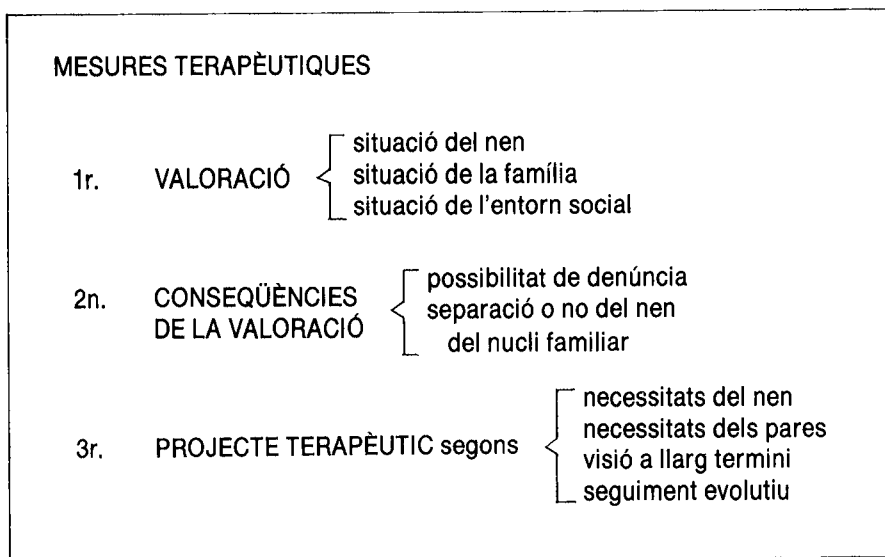 MESURES TERAPÈUTIQUES
1r. VALORACIÓ
situació del nen
situació de la família
situació de l'entorn social
2n. CONSEQÜÈNCIES
DE LA VALORACIÓ
possibilitat de denúncia
separació o no del nen
del nucli familiar
3r. PROJECTE TERAPÈUTIC segons
necessitats del nen
necessitats dels pares
visió a llarg termini
seguiment evolutiu